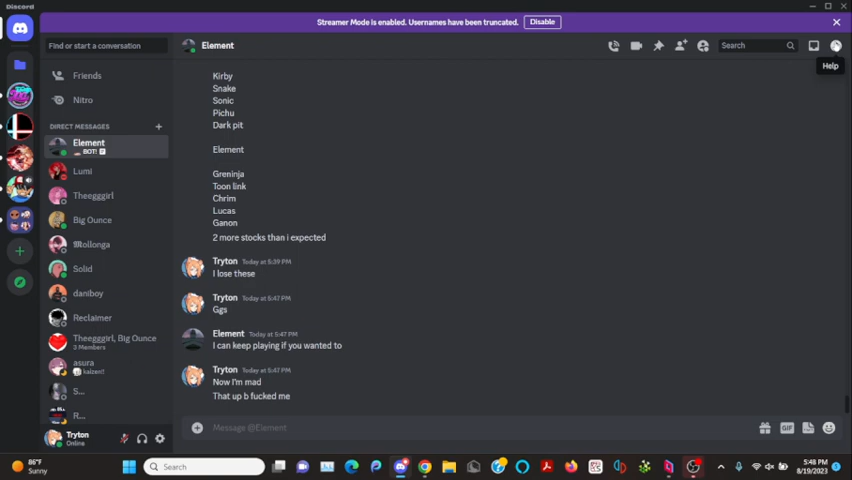 Discord
Streamer Mode is enabled. Usernames have been truncated.
Disable
Find or start a conversation
Element
Search
Help
Friends
Nitro
DIRECT MESSAGES
Element
BOT!
Lumi
Theegggirl
Big Ounce
Mollonga
Solid
daniboy
Reclaimer
Theegggirl, Big Ounce
3 Members
asura
kaizen!
S...
R...
Tryton
Online
Kirby
Snake
Sonic
Pichu
Dark pit
Element
Greninja
Toon link
Chrim
Lucas
Ganon
2 more stocks than i expected
Tryton Today at 5:39 PM
I lose these
Tryton Today at 5:47 PM
Ggs
Element Today at 5:47 PM
I can keep playing if you wanted to
Tryton Today at 5:47 PM
Now I'm mad
That up b fucked me
Message @Element
GIF
86°F
Sunny
Search
5:48 PM
8/19/2023